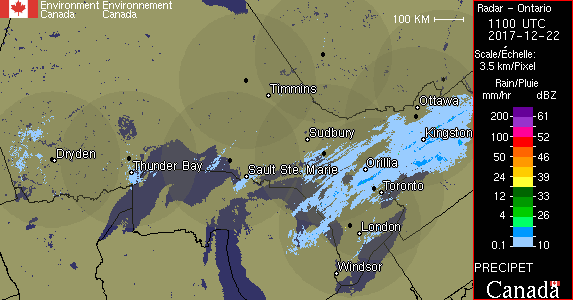 Environment Environnement
Canada Canada
100 KM
Radar - Ontario
1100 UTC
2017-12-22
Scale/Échelle:
3.5 km/Pixel
Rain/Pluie
mm/hr dBZ
200 61
100 52
50 46
24 39
12 33
4 26
0.1 10
PRECIPET
Canada
Timmins
Ottawa
Sudbury
Kingston
Dryden
Thunder Bay
Sault Ste. Marie
Orillia
Toronto
London
Windsor